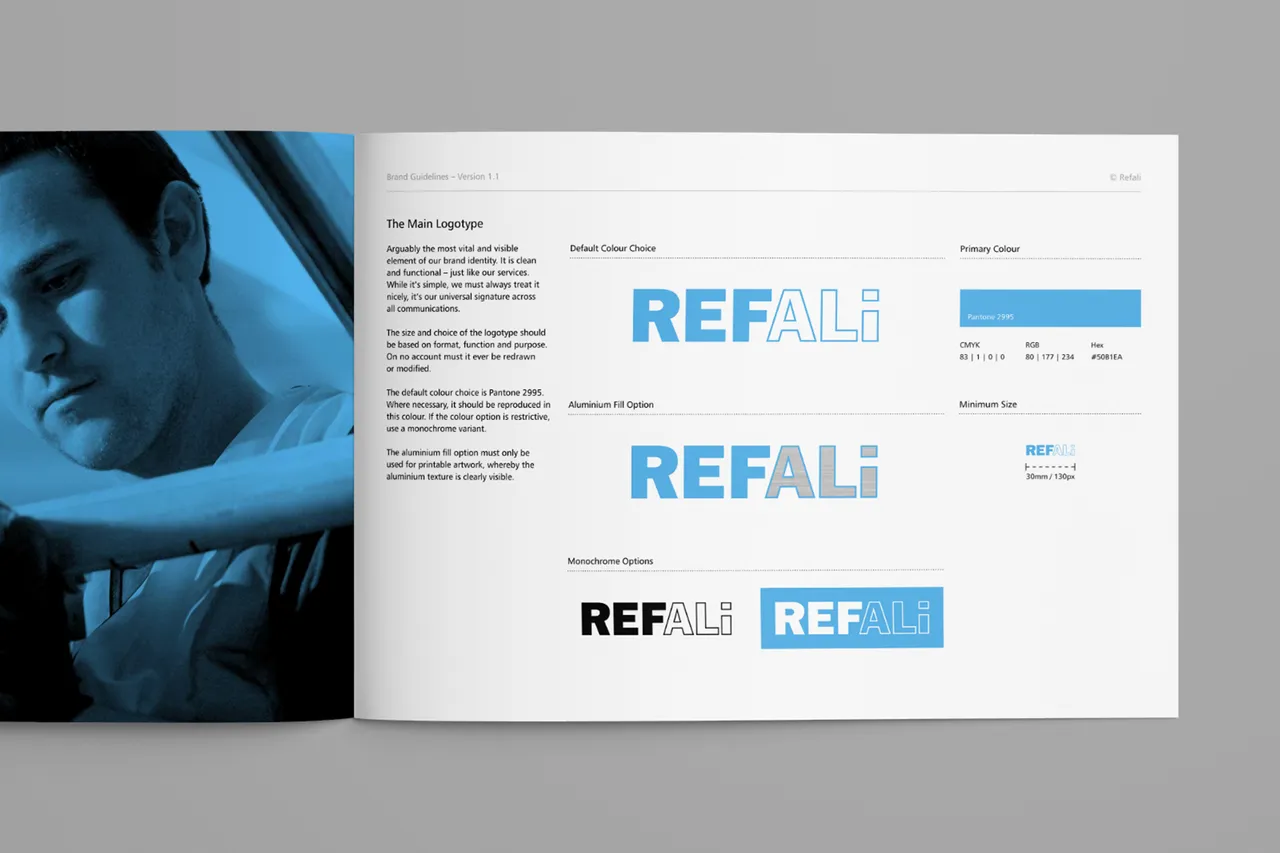 Brand Guidelines – Version 1.1
© Refali
The Main Logotype
Arguably the most vital and visible
element of our brand identity. It is clean
and functional – just like our services.
While it's simple, we must always treat it
nicely, it's our universal signature across
all communications.
The size and choice of the logotype should
be based on format, function and purpose.
On no account must it ever be redrawn
or modified.
The default colour choice is Pantone 2995.
Where necessary, it should be reproduced in
this colour. If the colour option is restrictive,
use a monochrome variant.
The aluminium fill option must only be
used for printable artwork, whereby the
aluminium texture is clearly visible.
Default Colour Choice
REFALi
Aluminium Fill Option
REFALi
Monochrome Options
REFALi
REFALi
Primary Colour
Pantone 2995
CMYK RGB Hex
83 | 1 | 0 | 0 80 | 177 | 234 #50B1EA
Minimum Size
REFALi
30mm / 130px